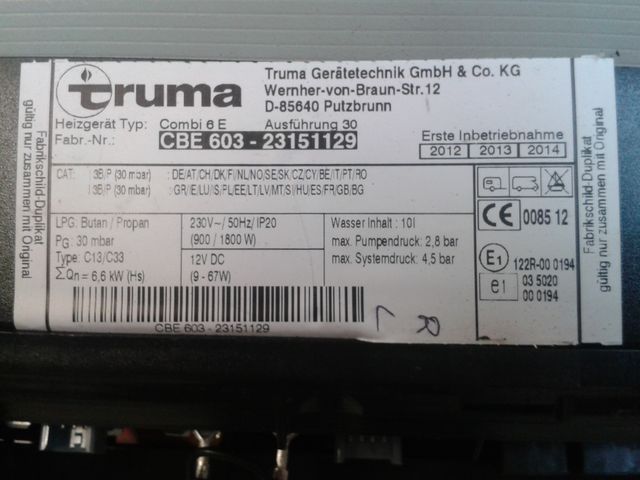 truma
Truma Gerätetechnik GmbH & Co. KG
Wernher-von-Braun-Str.12
D-85640 Putzbrunn
Heizgerät Typ: Combi 6 E Ausführung 30
Fabr.-Nr.: CBE 603 - 23151129
Erste Inbetriebnahme
2012 2013 2014
CAT: I 3B/P (30 mbar) : DE/AT/CH/DK/FI/NL/NO/SE/SK/CZ/CY/BE/IT/PT/RO
I 3B/P (30 mbar) : GR/E/LU/IS/PL/EE/LT/LV/MT/SI/HU/ES/FR/GB/BG
LPG: Butan / Propan
PG: 30 mbar
Type: C13/C33
ΣQn = 6,6 kW (Hs)
230V~/ 50Hz/ IP20
(900 / 1800 W)
12V DC
(9 - 67W)
Wasser Inhalt : 10l
max. Pumpendruck: 2,8 bar
max. Systemdruck: 4,5 bar
CE 0085 12
E1 122R-00 0194
e1 03 5020
00 0194
CBE 603 - 23151129
L R
Fabrikschild-Duplikat
gültig nur zusammen mit Original
Fabrikschild-Duplikat
gültig nur zusammen mit Original